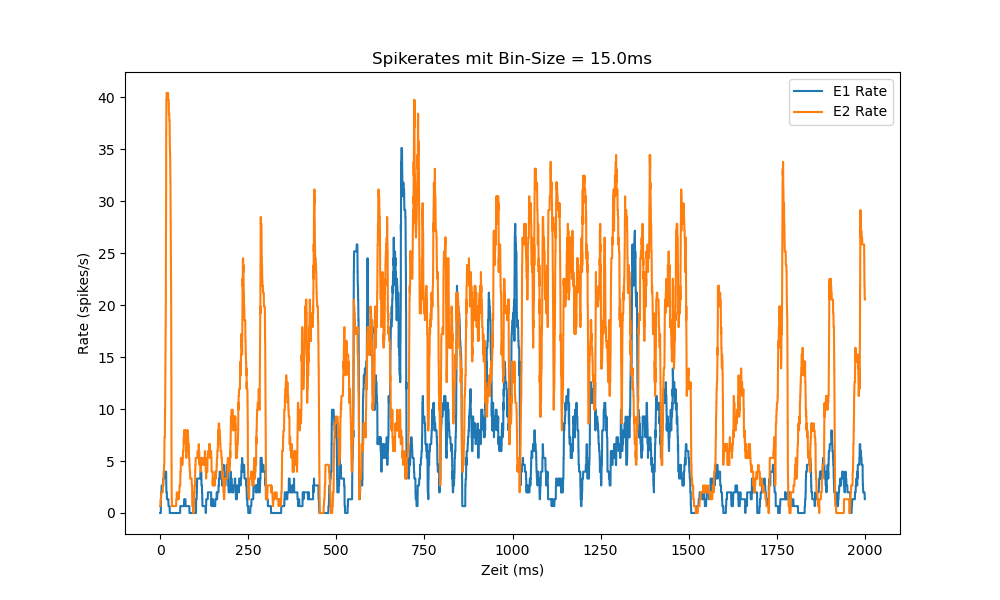 Spikerates mit Bin-Size = 15.0ms
E1 Rate
E2 Rate
40
35
30
25
20
15
10
5
0
Rate (spikes/s)
0 250 500 750 1000 1250 1500 1750 2000
Zeit (ms)